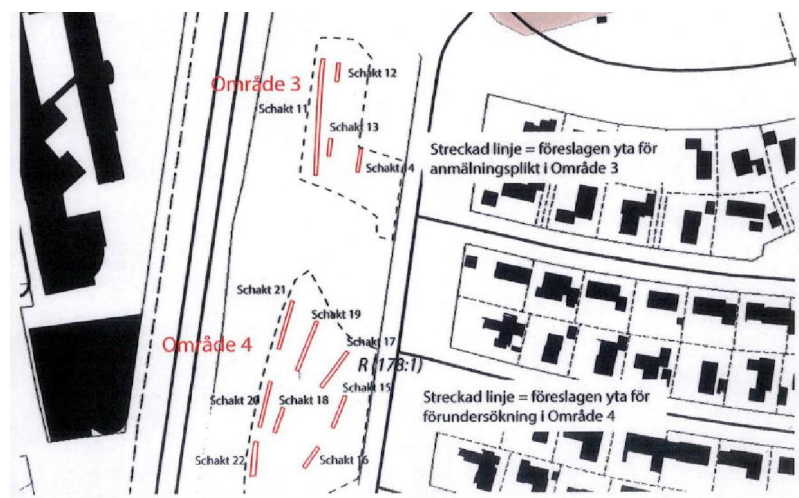 Område 3
Schakt 12
Schakt 11
Schakt 13
Schakt 14
Streckad linje = föreslagen yta för
anmälningsplikt i Område 3
Schakt 21
Schakt 19
Område 4
Schakt 17
R (178:1)
Schakt 20
Schakt 18
Schakt 15
Streckad linje = föreslagen yta för
förundersökning i Område 4
Schakt 22
Schakt 16